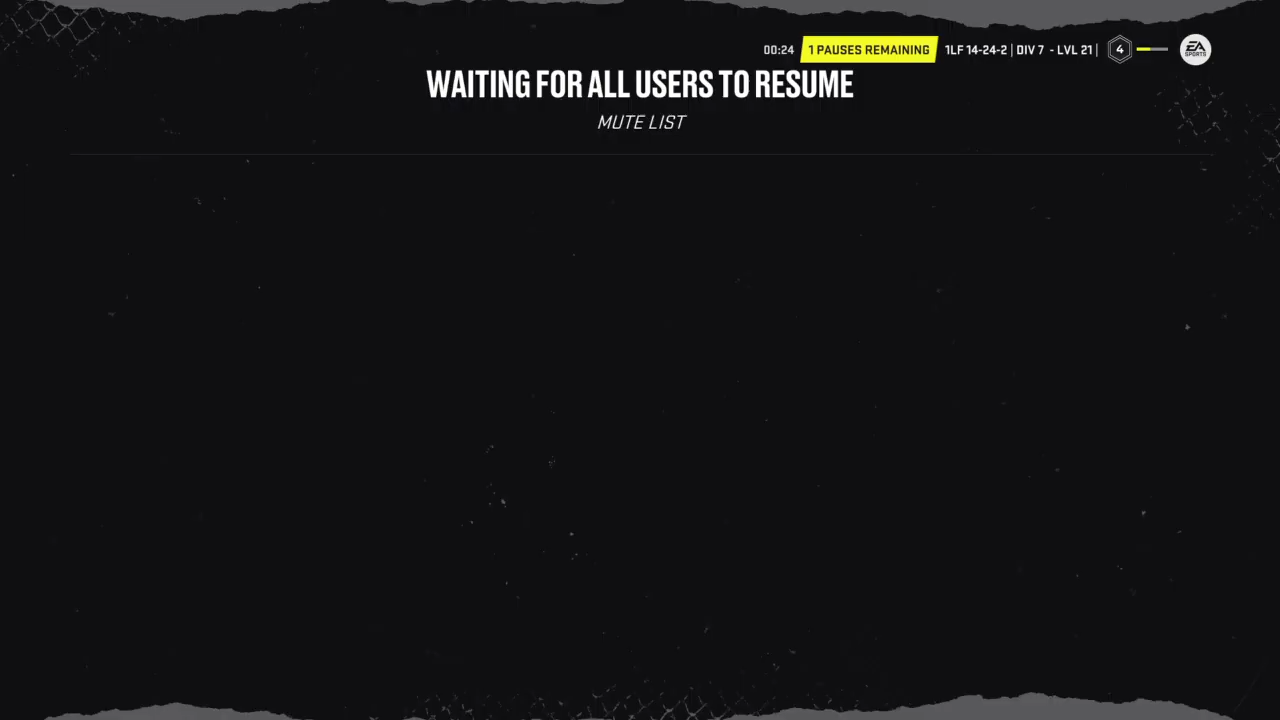 00:24 1 PAUSES REMAINING 1LF 14-24-2 | DIV 7 - LVL 21 | 4 EA SPORTS
WAITING FOR ALL USERS TO RESUME
MUTE LIST